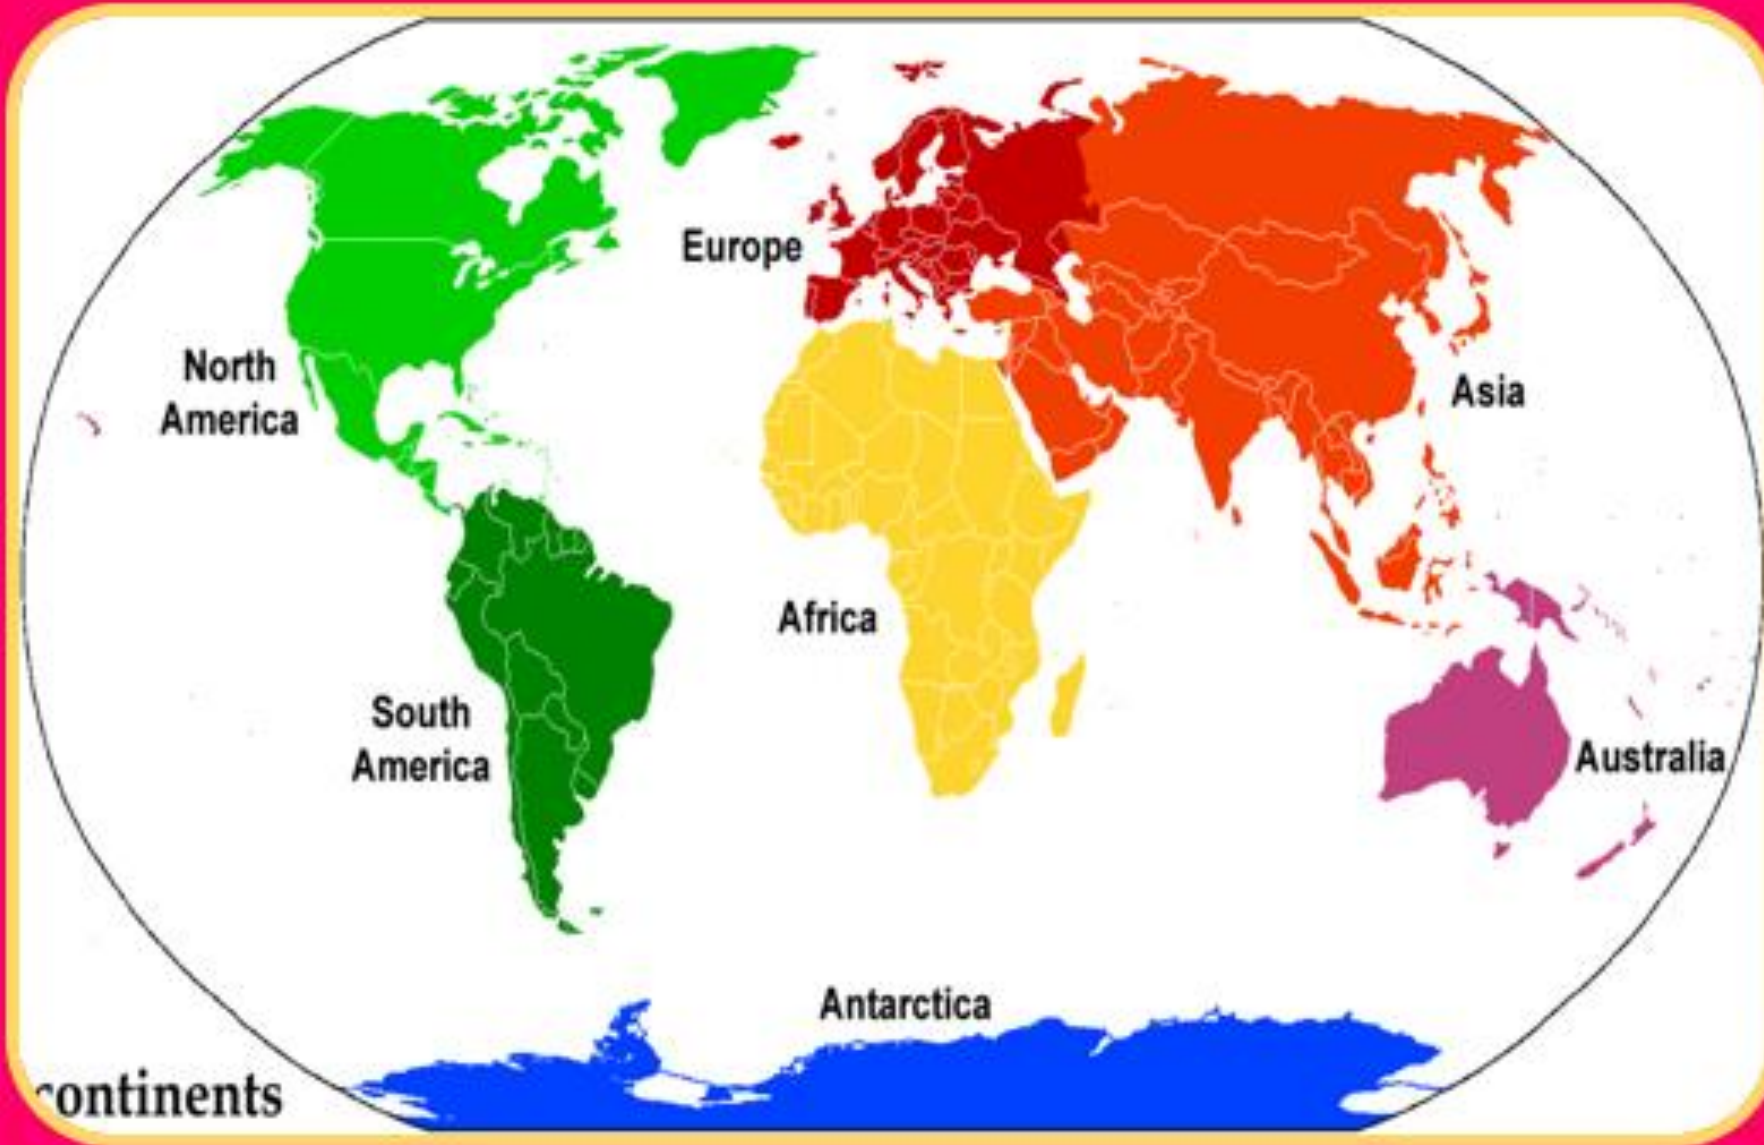 Europe
North
America
Asia
Africa
South
America
Australia
Antarctica
continents